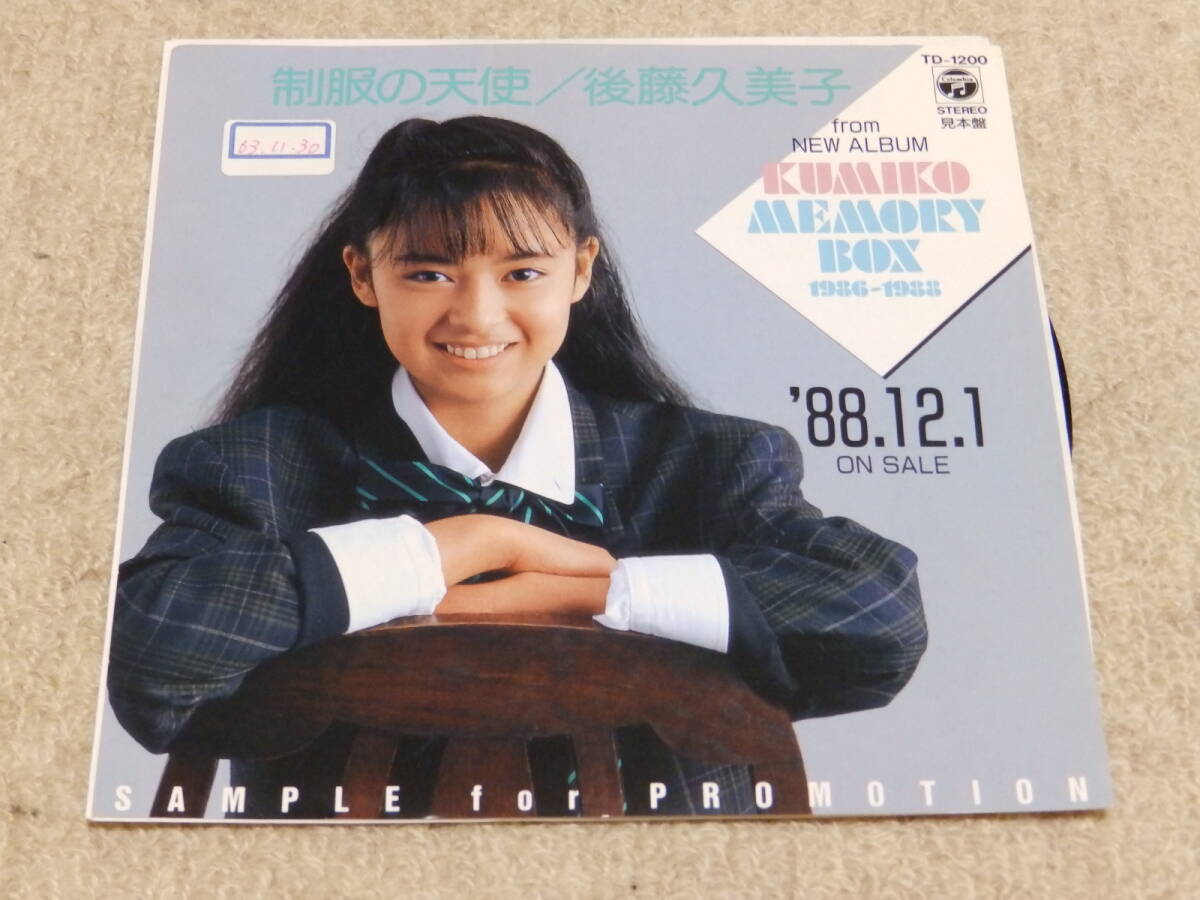 制服の天使／後藤久美子
63.11.30
TD-1200
Columbia
STEREO
見本盤
from
NEW ALBUM
KUMIKO
MEMORY
BOX
1986-1988
'88.12.1
ON SALE
SAMPLE for PROMOTION